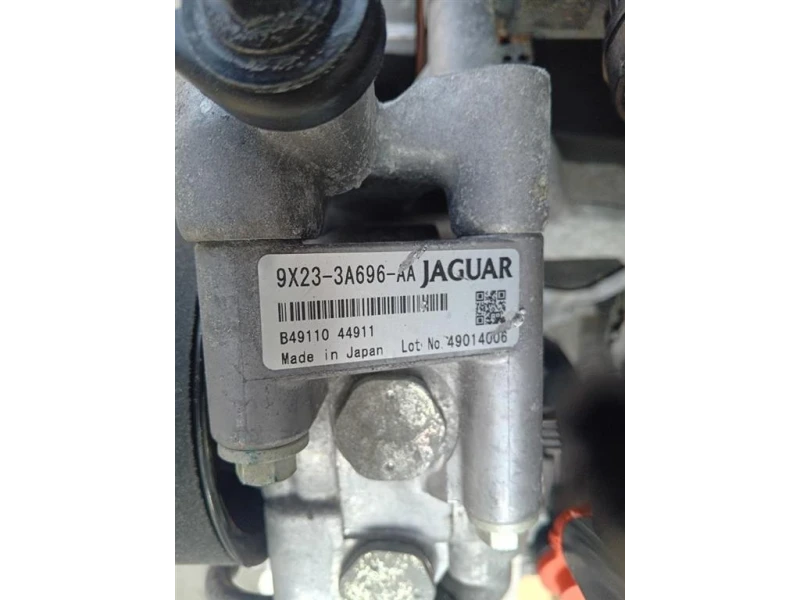 9X23-3A696-AA JAGUAR
B49110 44911
Made in Japan Lot No. 49014006